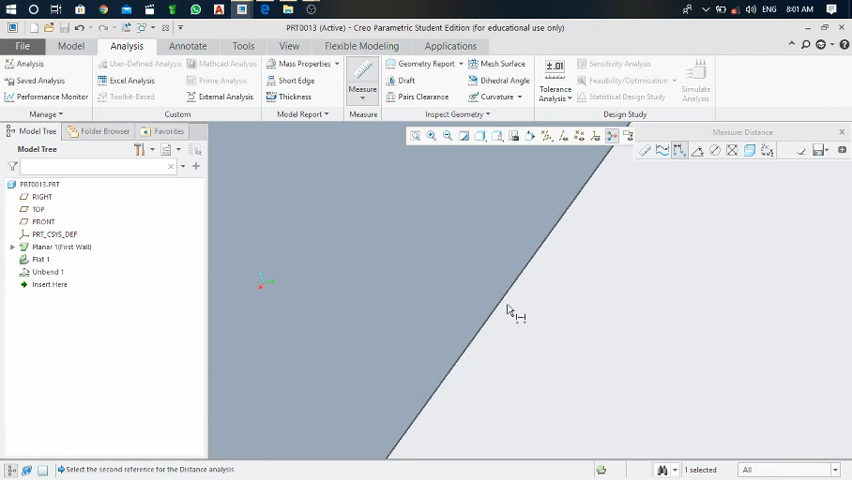 ENG 8:01 AM
PRT0013 (Active) - Creo Parametric Student Edition (for educational use only)
File Model Analysis Annotate Tools View Flexible Modeling Applications
Analysis User-Defined Analysis Mathcad Analysis Mass Properties Geometry Report Mesh Surface Sensitivity Analysis
Saved Analysis Excel Analysis Prime Analysis Short Edge Measure Draft Dihedral Angle Tolerance Analysis Feasibility/Optimization Simulate Analysis
Performance Monitor Toolkit-Based External Analysis Thickness Pairs Clearance Curvature Statistical Design Study
Manage Custom Model Report Measure Inspect Geometry Design Study
Model Tree Folder Browser Favorites
Measure: Distance
Model Tree
PRT0013.PRT
RIGHT
TOP
FRONT
PRT_CSYS_DEF
Planar 1(First Wall)
Flat 1
Unbend 1
Insert Here
Select the second reference for the Distance analysis
1 selected All